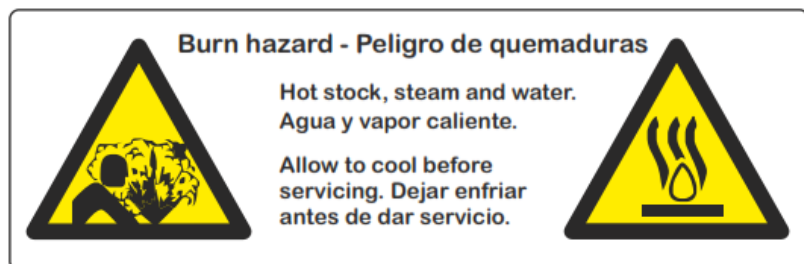 Burn hazard - Peligro de quemaduras
Hot stock, steam and water.
Agua y vapor caliente.
Allow to cool before
servicing. Dejar enfriar
antes de dar servicio.